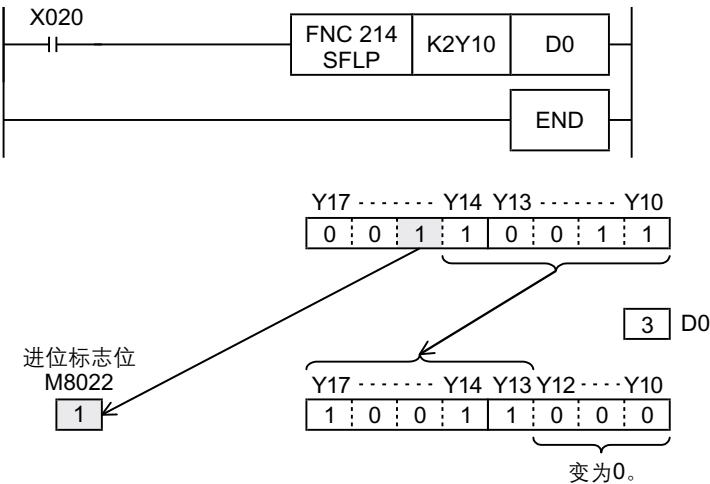 X020
FNC 214
SFLP
K2Y10
D0
END
Y17 ------- Y14 Y13 ------- Y10
0 0 1 1 0 0 1 1
3 D0
进位标志位
M8022
1
Y17 ------- Y14 Y13 Y12 ---- Y10
1 0 0 1 1 0 0 0
变为0。